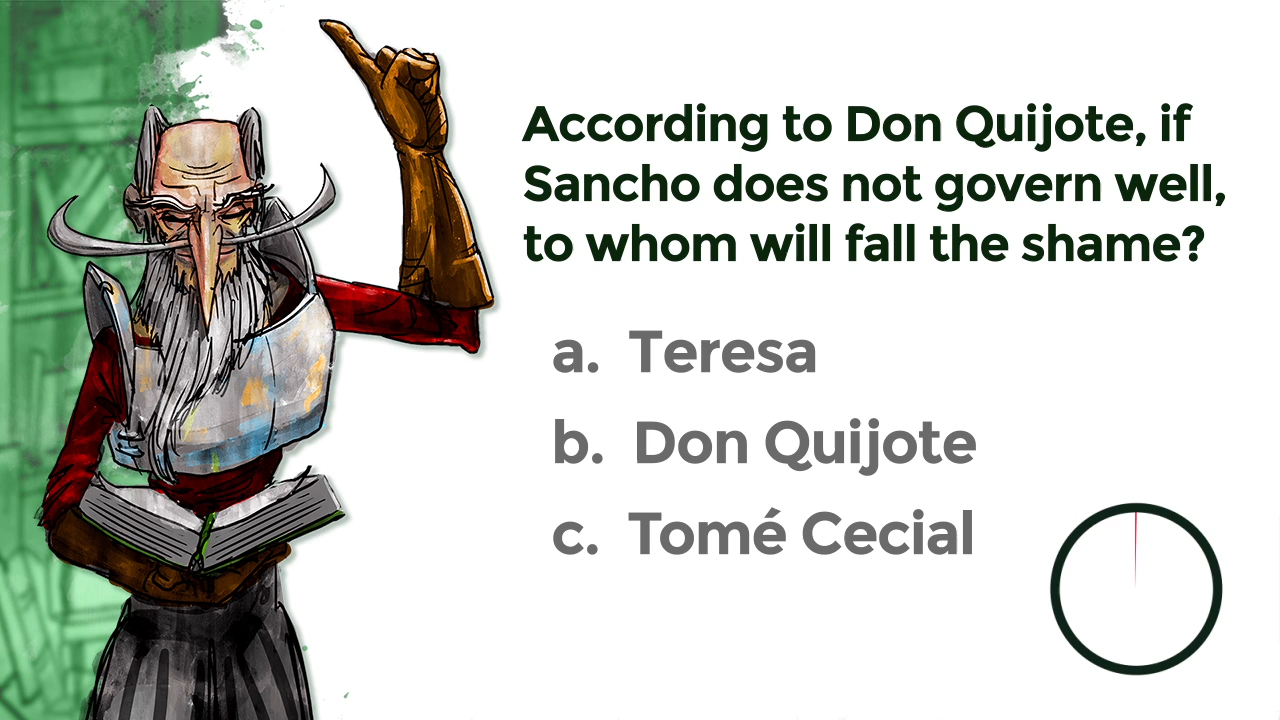 According to Don Quijote, if
Sancho does not govern well,
to whom will fall the shame?
a. Teresa
b. Don Quijote
c. Tomé Cecial